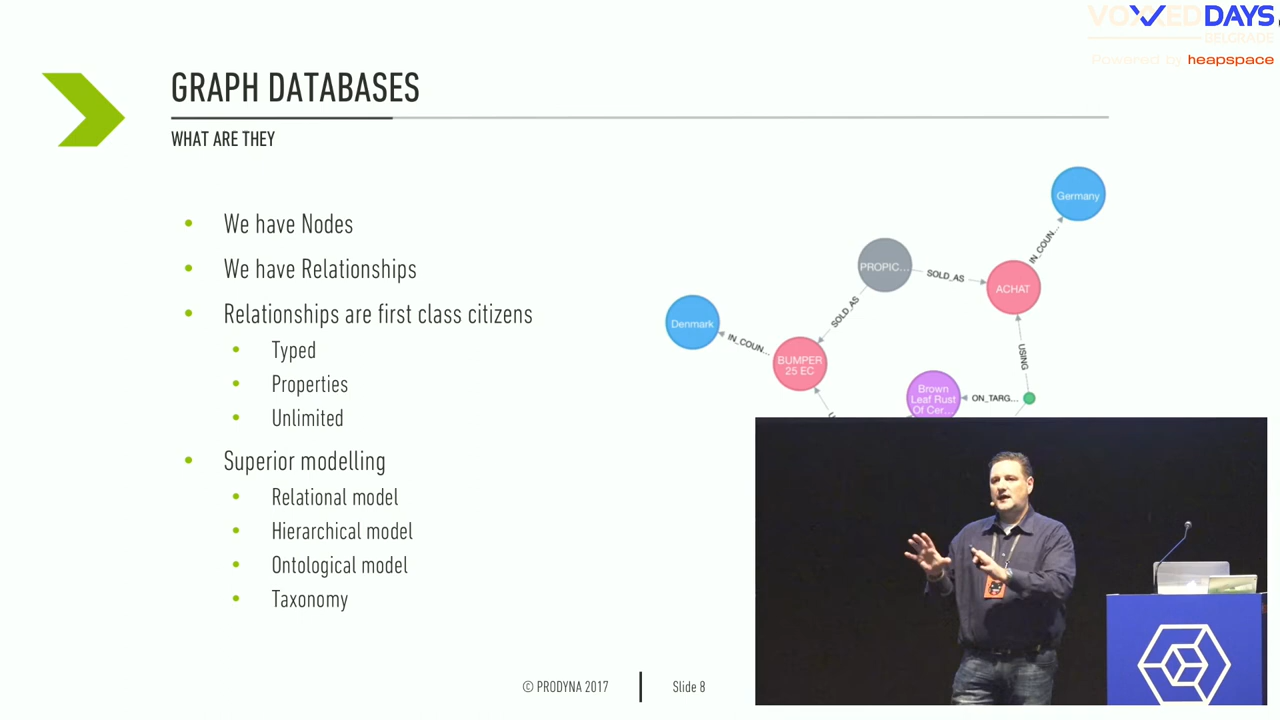 VOXXED DAYS
BELGRADE
Powered by heapspace
GRAPH DATABASES
WHAT ARE THEY
• We have Nodes
• We have Relationships
• Relationships are first class citizens
• Typed
• Properties
• Unlimited
• Superior modelling
• Relational model
• Hierarchical model
• Ontological model
• Taxonomy
Germany
IN_COUN...
PROPIC...
SOLD_AS
ACHAT
SOLD_AS
Denmark
IN_COUN...
BUMPER
25 EC
USING
Brown
Leaf Rust
Of Cer...
ON_TARG...
© PRODYNA 2017
Slide 8